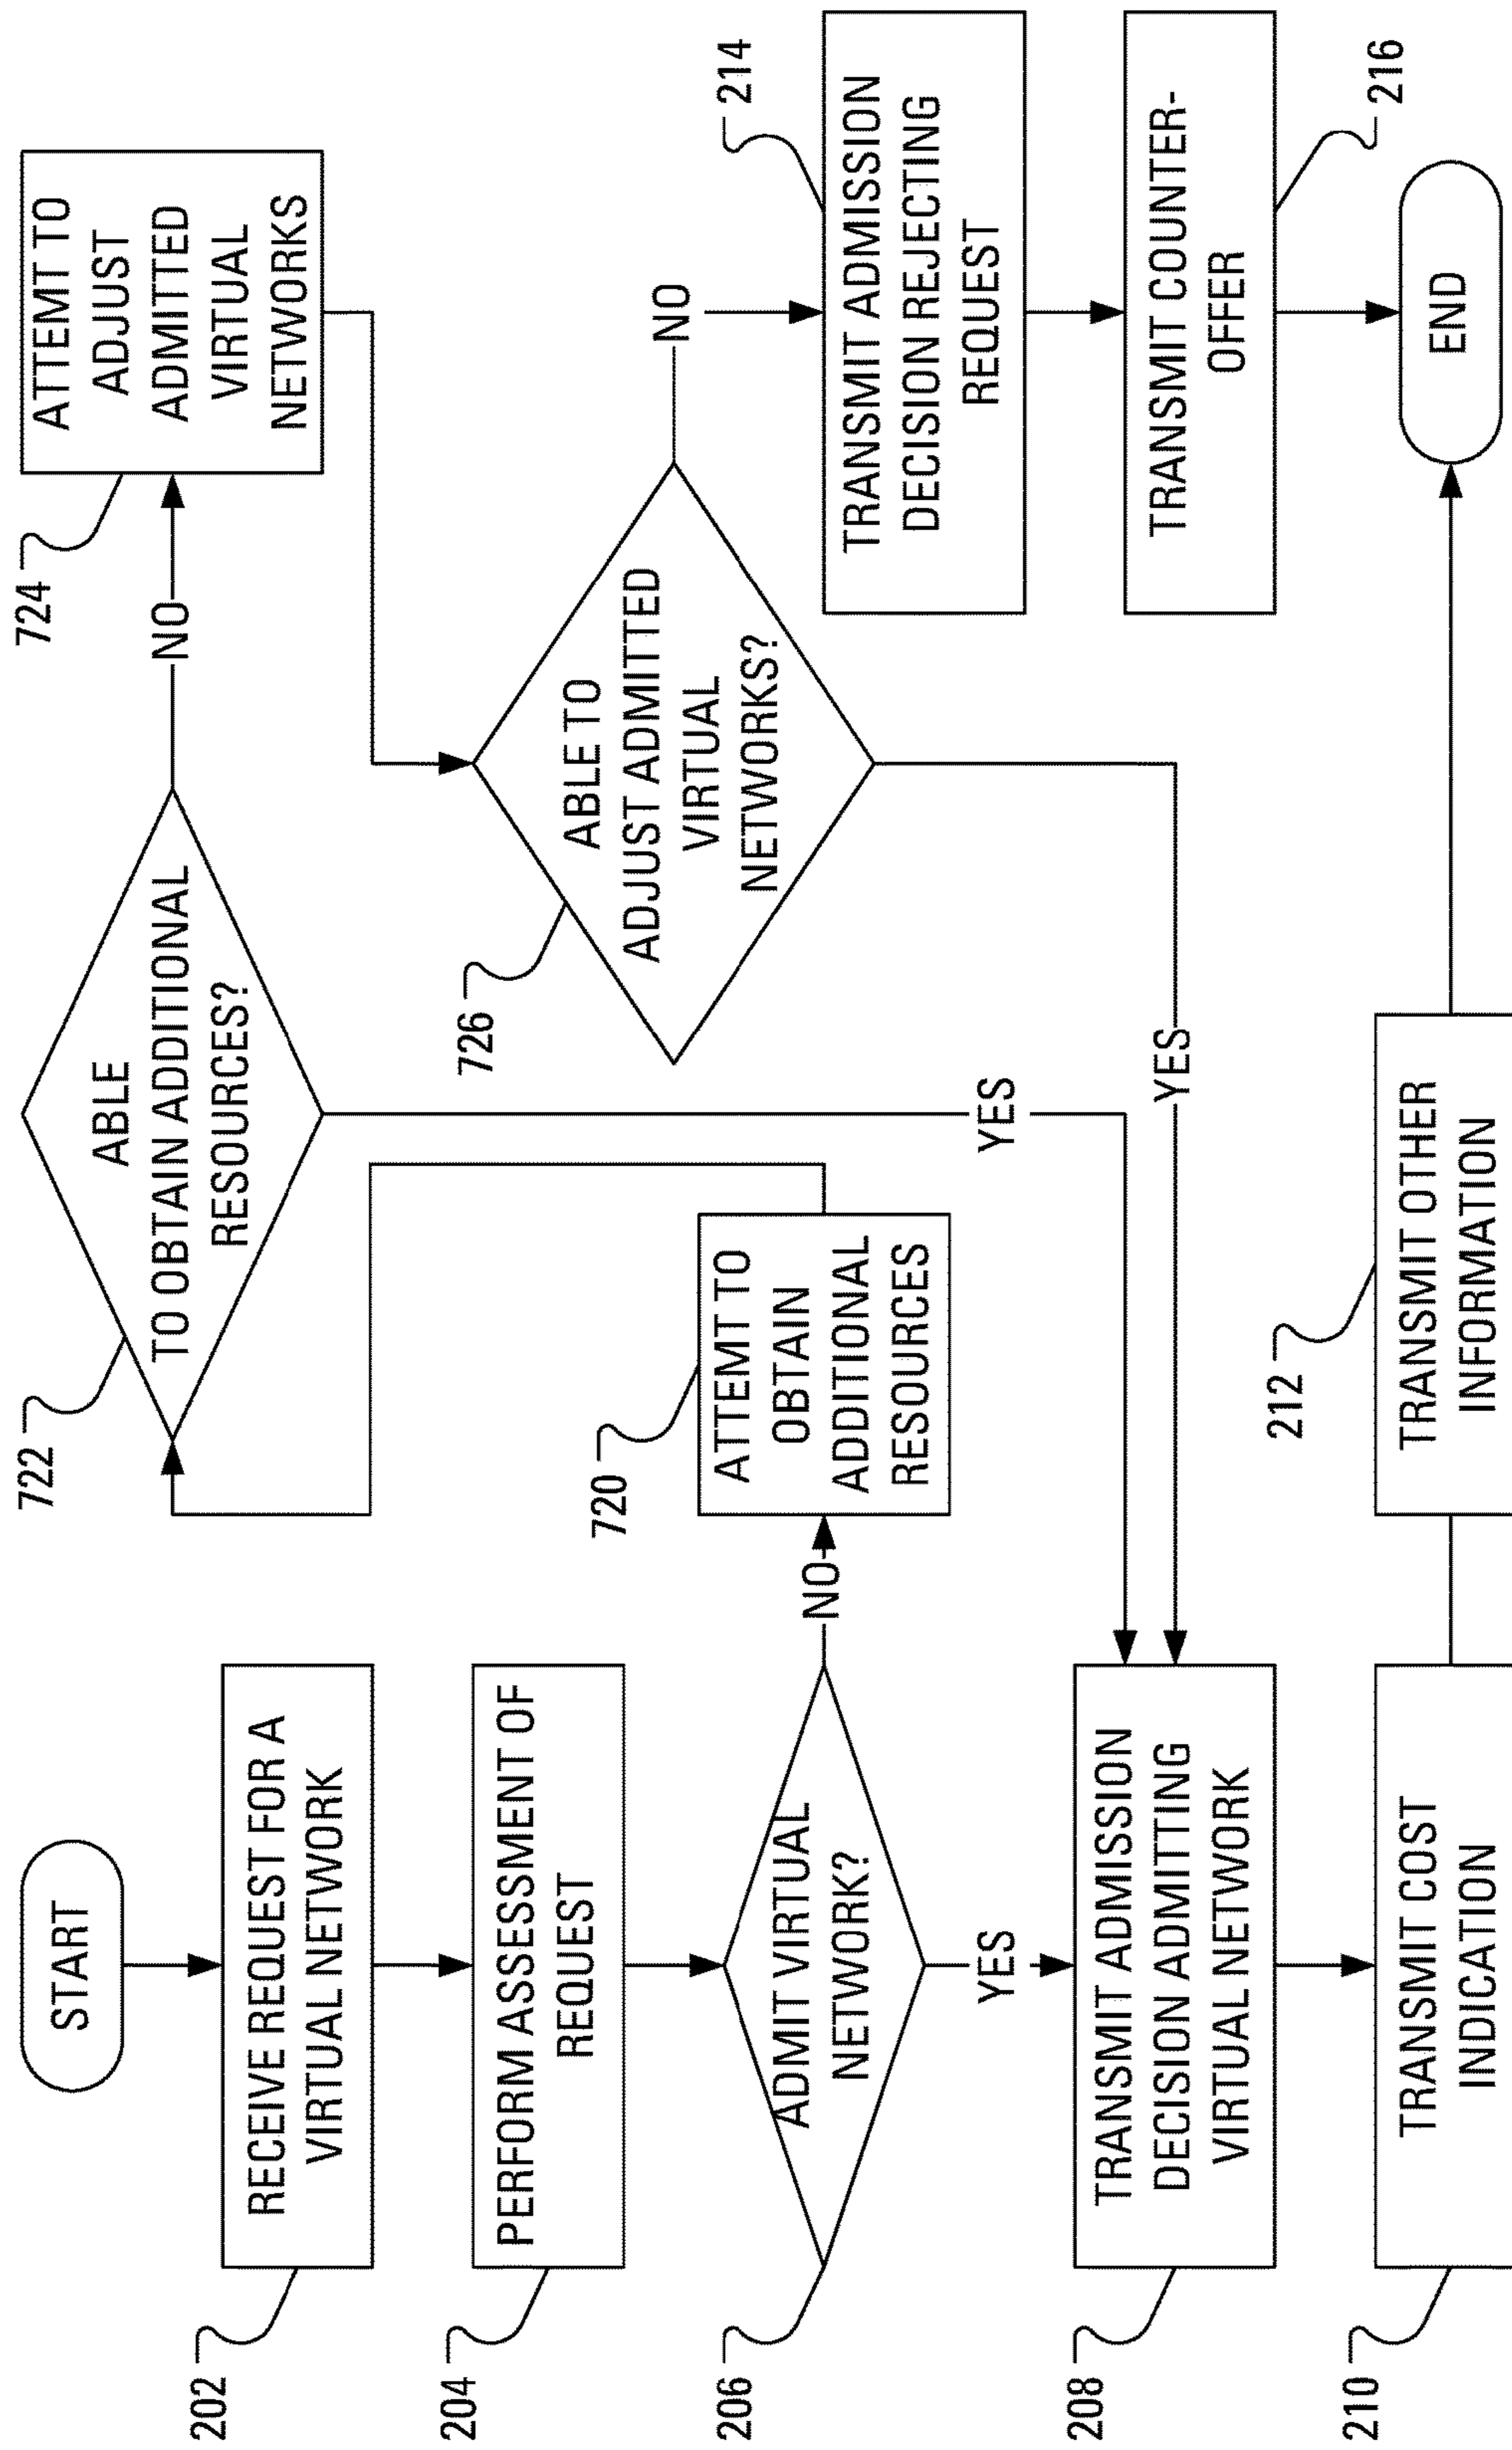 START
202
RECEIVE REQUEST FOR A
VIRTUAL NETWORK
204
PERFORM ASSESSMENT OF
REQUEST
206
ADMIT VIRTUAL
NETWORK?
NO
YES
208
TRANSMIT ADMISSION
DECISION ADMITTING
VIRTUAL NETWORK
210
TRANSMIT COST
INDICATION
212
TRANSMIT OTHER
INFORMATION
720
ATTEMT TO
OBTAIN
ADDITIONAL
RESOURCES
722
ABLE
TO OBTAIN ADDITIONAL
RESOURCES?
NO
YES
724
ATTEMT TO
ADJUST
ADMITTED
VIRTUAL
NETWORKS
726
ABLE TO
ADJUST ADMITTED
VIRTUAL
NETWORKS?
NO
YES
214
TRANSMIT ADMISSION
DECISION REJECTING
REQUEST
TRANSMIT COUNTER-
OFFER
216
END